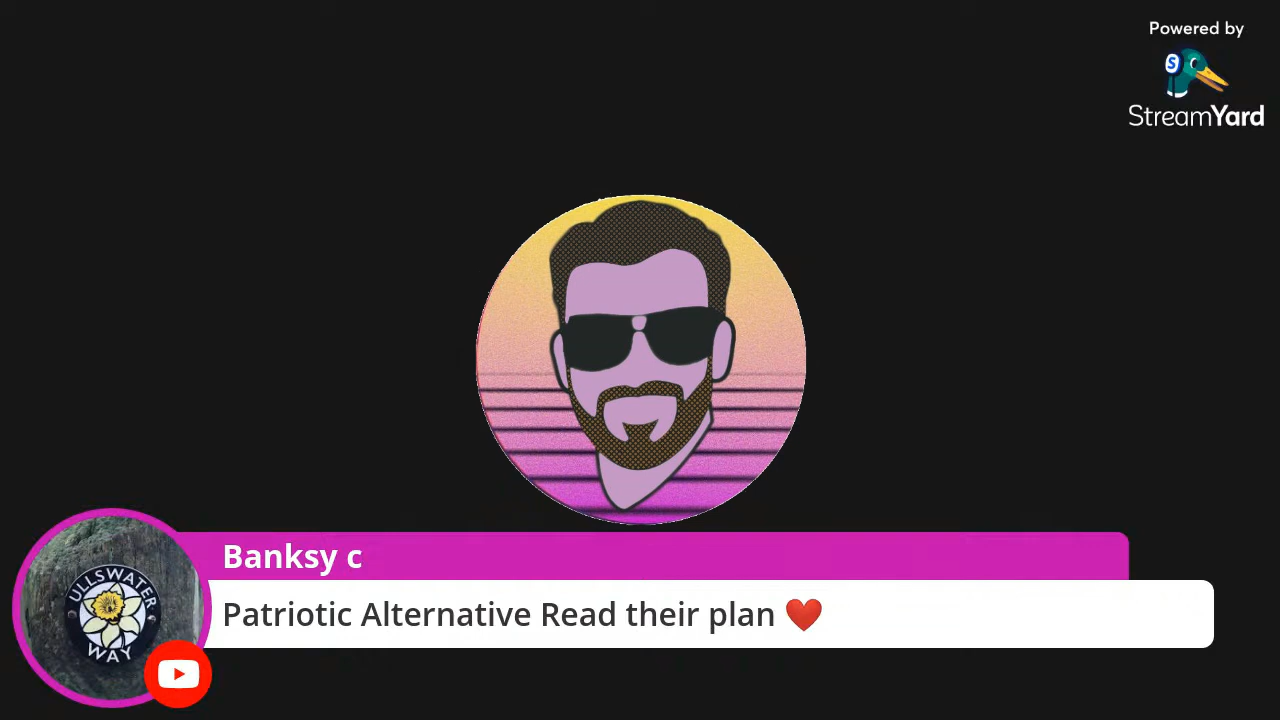 Powered by
S
StreamYard
Banksy c
Patriotic Alternative Read their plan ❤️
ULLSWATER
WAY